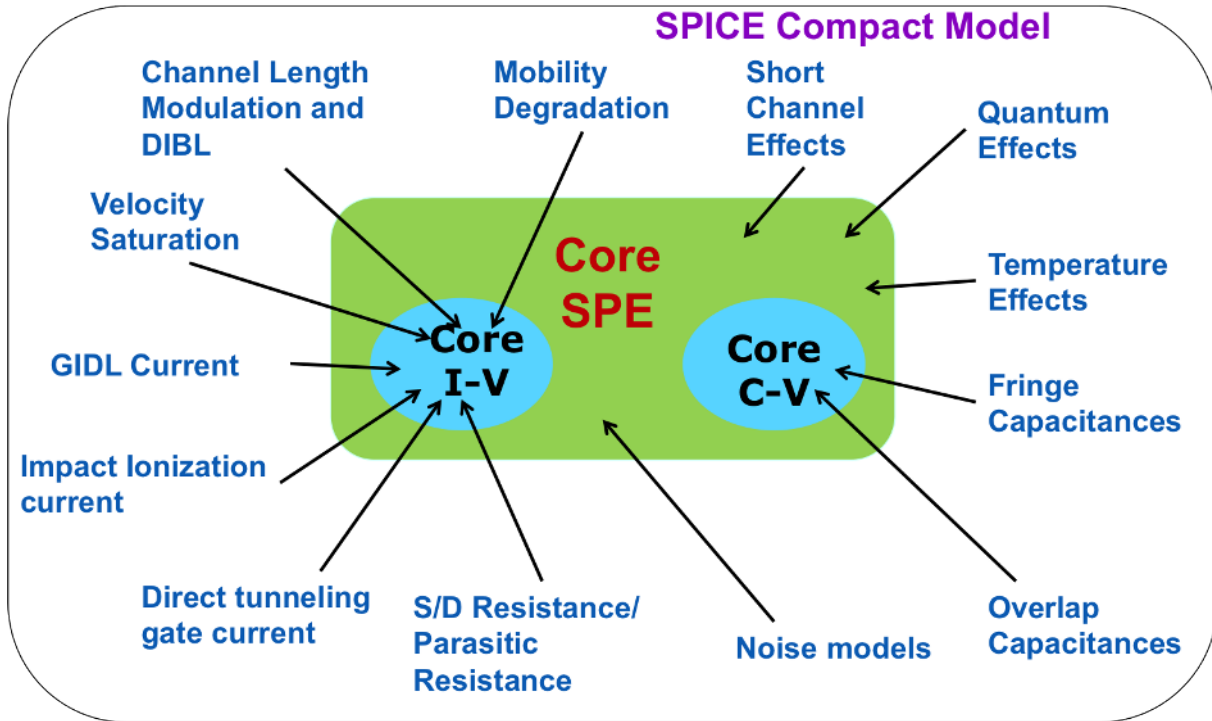 SPICE Compact Model
Channel Length
Modulation and
DIBL
Mobility
Degradation
Short
Channel
Effects
Quantum
Effects
Velocity
Saturation
Core
SPE
Temperature
Effects
GIDL Current
Core
I-V
Core
C-V
Fringe
Capacitances
Impact Ionization
current
Direct tunneling
gate current
S/D Resistance/
Parasitic
Resistance
Noise models
Overlap
Capacitances